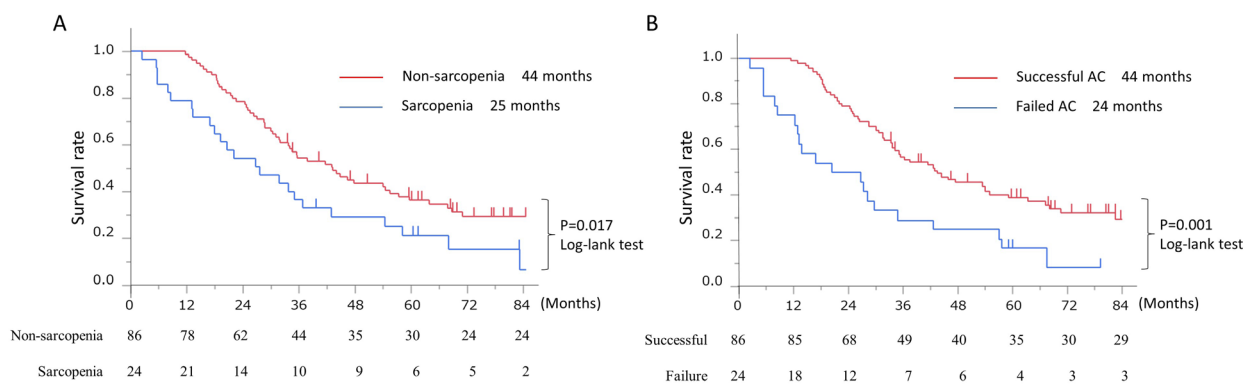 A
Survival rate
1.0
0.8
0.6
0.4
0.2
0.0
Non-sarcopenia 44 months
Sarcopenia 25 months
P=0.017
Log-lank test
0 12 24 36 48 60 72 84 (Months)
Non-sarcopenia 86 78 62 44 35 30 24 24
Sarcopenia 24 21 14 10 9 6 5 2
B
Survival rate
1.0
0.8
0.6
0.4
0.2
0.0
Successful AC 44 months
Failed AC 24 months
P=0.001
Log-lank test
0 12 24 36 48 60 72 84 (Months)
Successful 86 85 68 49 40 35 30 29
Failure 24 18 12 7 6 4 3 3